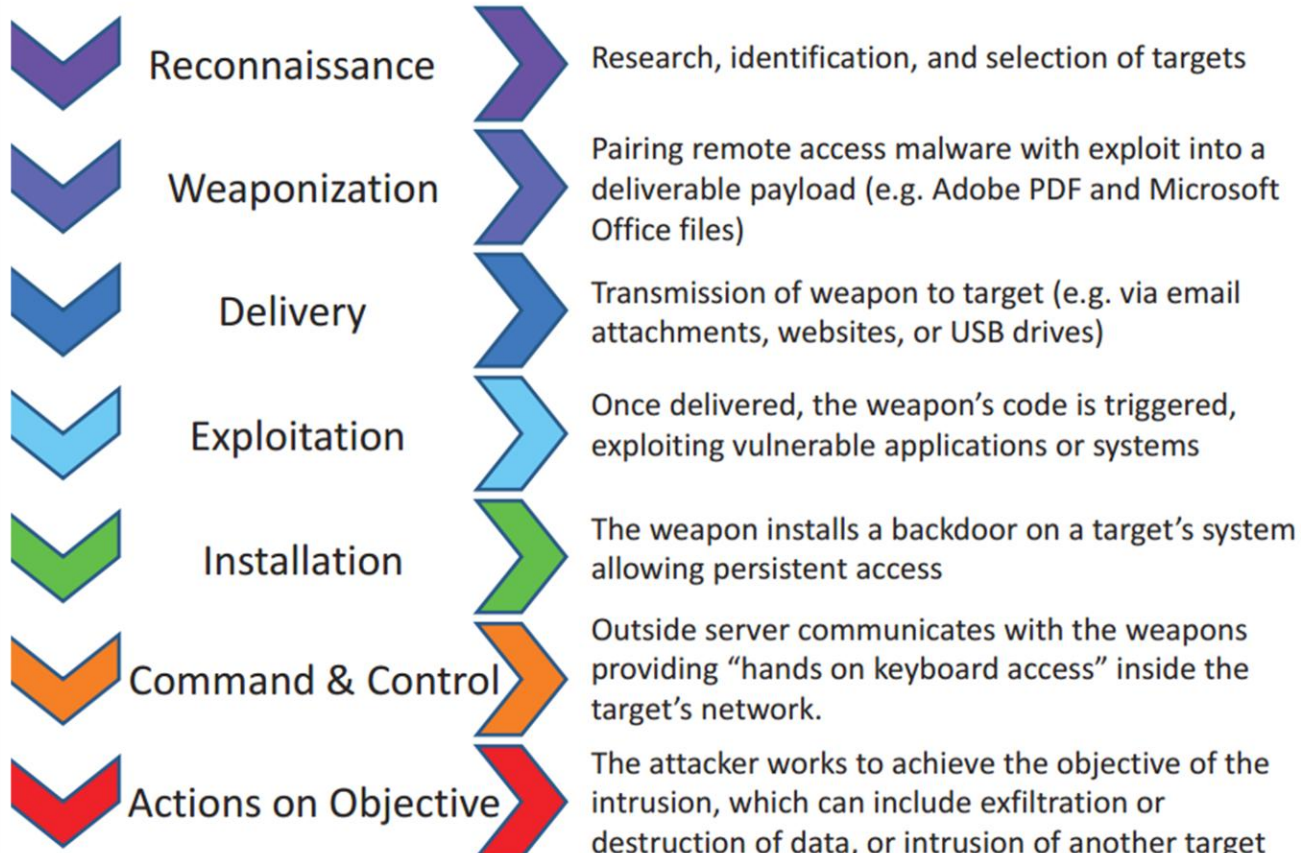 Reconnaissance
Research, identification, and selection of targets
Weaponization
Pairing remote access malware with exploit into a
deliverable payload (e.g. Adobe PDF and Microsoft
Office files)
Delivery
Transmission of weapon to target (e.g. via email
attachments, websites, or USB drives)
Exploitation
Once delivered, the weapon’s code is triggered,
exploiting vulnerable applications or systems
Installation
The weapon installs a backdoor on a target’s system
allowing persistent access
Command & Control
Outside server communicates with the weapons
providing “hands on keyboard access” inside the
target’s network.
Actions on Objective
The attacker works to achieve the objective of the
intrusion, which can include exfiltration or
destruction of data, or intrusion of another target